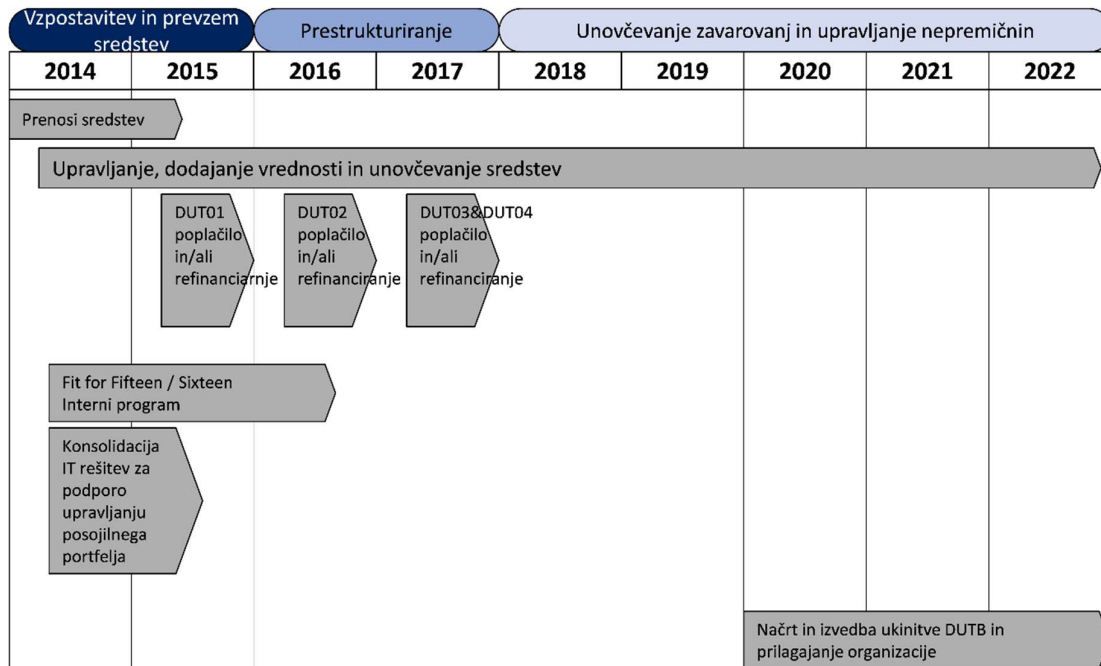 Vzpostavitev in prevzem
sredstev
Prestrukturiranje
Unovčevanje zavarovanj in upravljanje nepremičnin
2014 2015 2016 2017 2018 2019 2020 2021 2022
Prenosi sredstev
Upravljanje, dodajanje vrednosti in unovčevanje sredstev
DUT01
poplačilo
in/ali
refinanciarnje
DUT02
poplačilo
in/ali
refinanciranje
DUT03&DUT04
poplačilo
in/ali
refinanciranje
Fit for Fifteen / Sixteen
Interni program
Konsolidacija
IT rešitev za
podporo
upravljanju
posojilnega
portfelja
Načrt in izvedba ukinitve DUTB in
prilagajanje organizacije